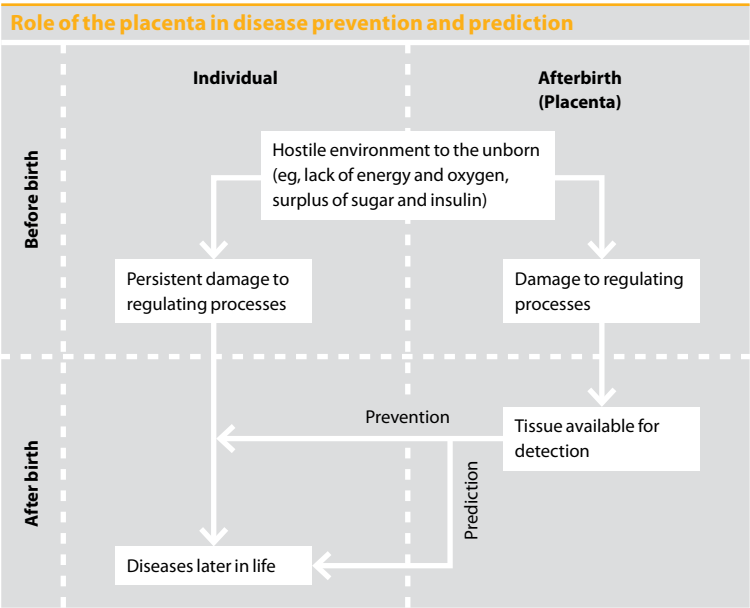 Role of the placenta in disease prevention and prediction
Individual
Afterbirth
(Placenta)
Before birth
Hostile environment to the unborn
(eg, lack of energy and oxygen,
surplus of sugar and insulin)
Persistent damage to
regulating processes
Damage to regulating
processes
After birth
Prevention
Tissue available for
detection
Prediction
Diseases later in life